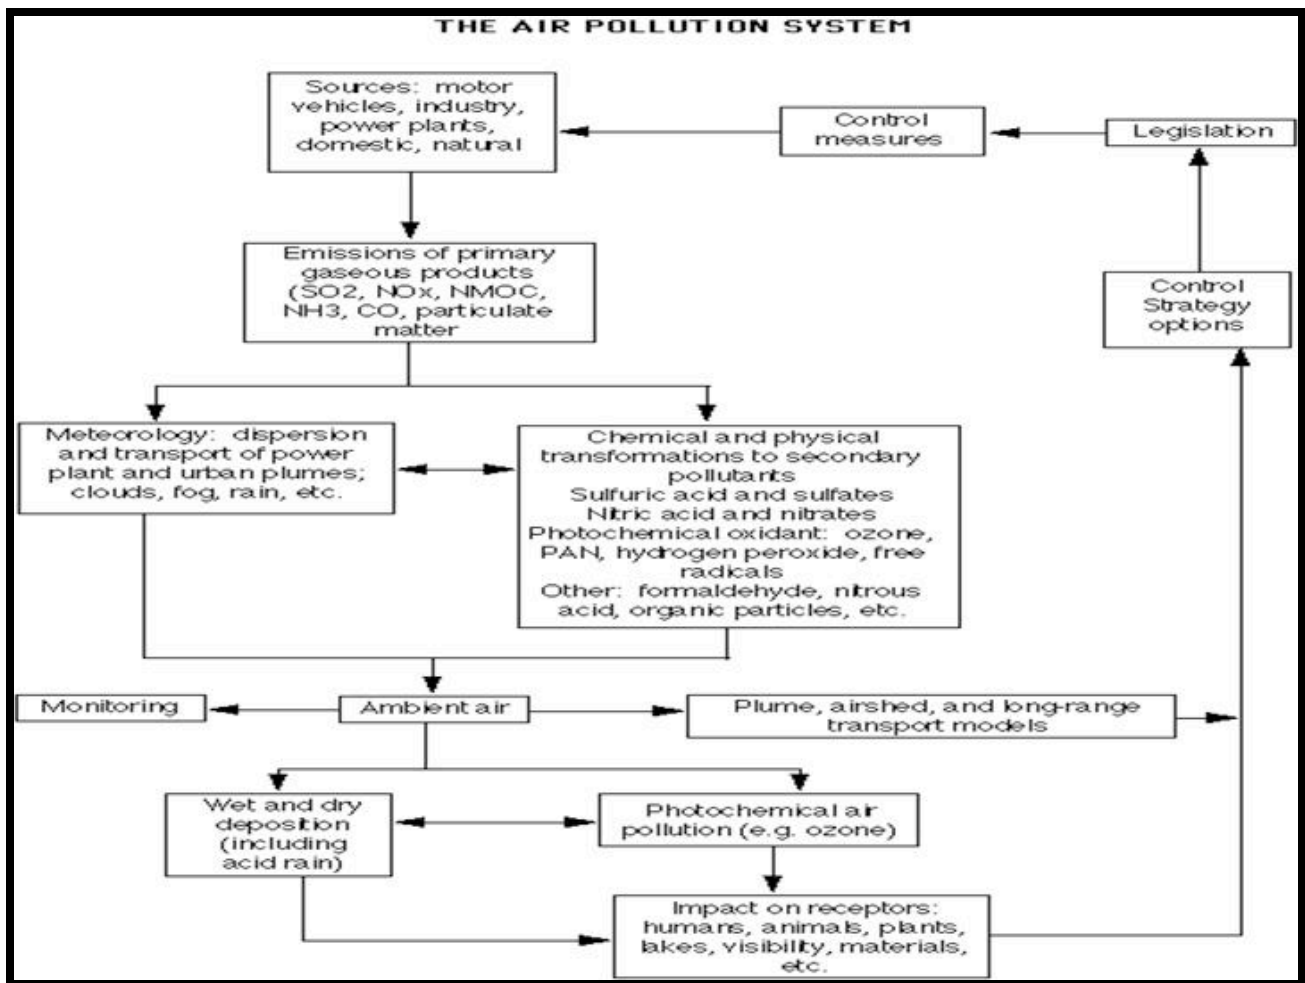 THE AIR POLLUTION SYSTEM
Sources: motor
vehicles, industry,
power plants,
domestic, natural
Control
measures
Legislation
Emissions of primary
gaseous products
(SO2, NOx, NMOC,
NH3, CO, particulate
matter
Control
Strategy
options
Meteorology: dispersion
and transport of power
plant and urban plumes;
clouds, fog, rain, etc.
Chemical and physical
transformations to secondary
pollutants
Sulfuric acid and sulfates
Nitric acid and nitrates
Photochemical oxidant: ozone,
PAN, hydrogen peroxide, free
radicals
Other: formaldehyde, nitrous
acid, organic particles, etc.
Monitoring
Ambient air
Plume, airshed, and long-range
transport models
Wet and dry
deposition
(including
acid rain)
Photochemical air
pollution (e.g. ozone)
Impact on receptors:
humans, animals, plants,
lakes, visibility, materials,
etc.